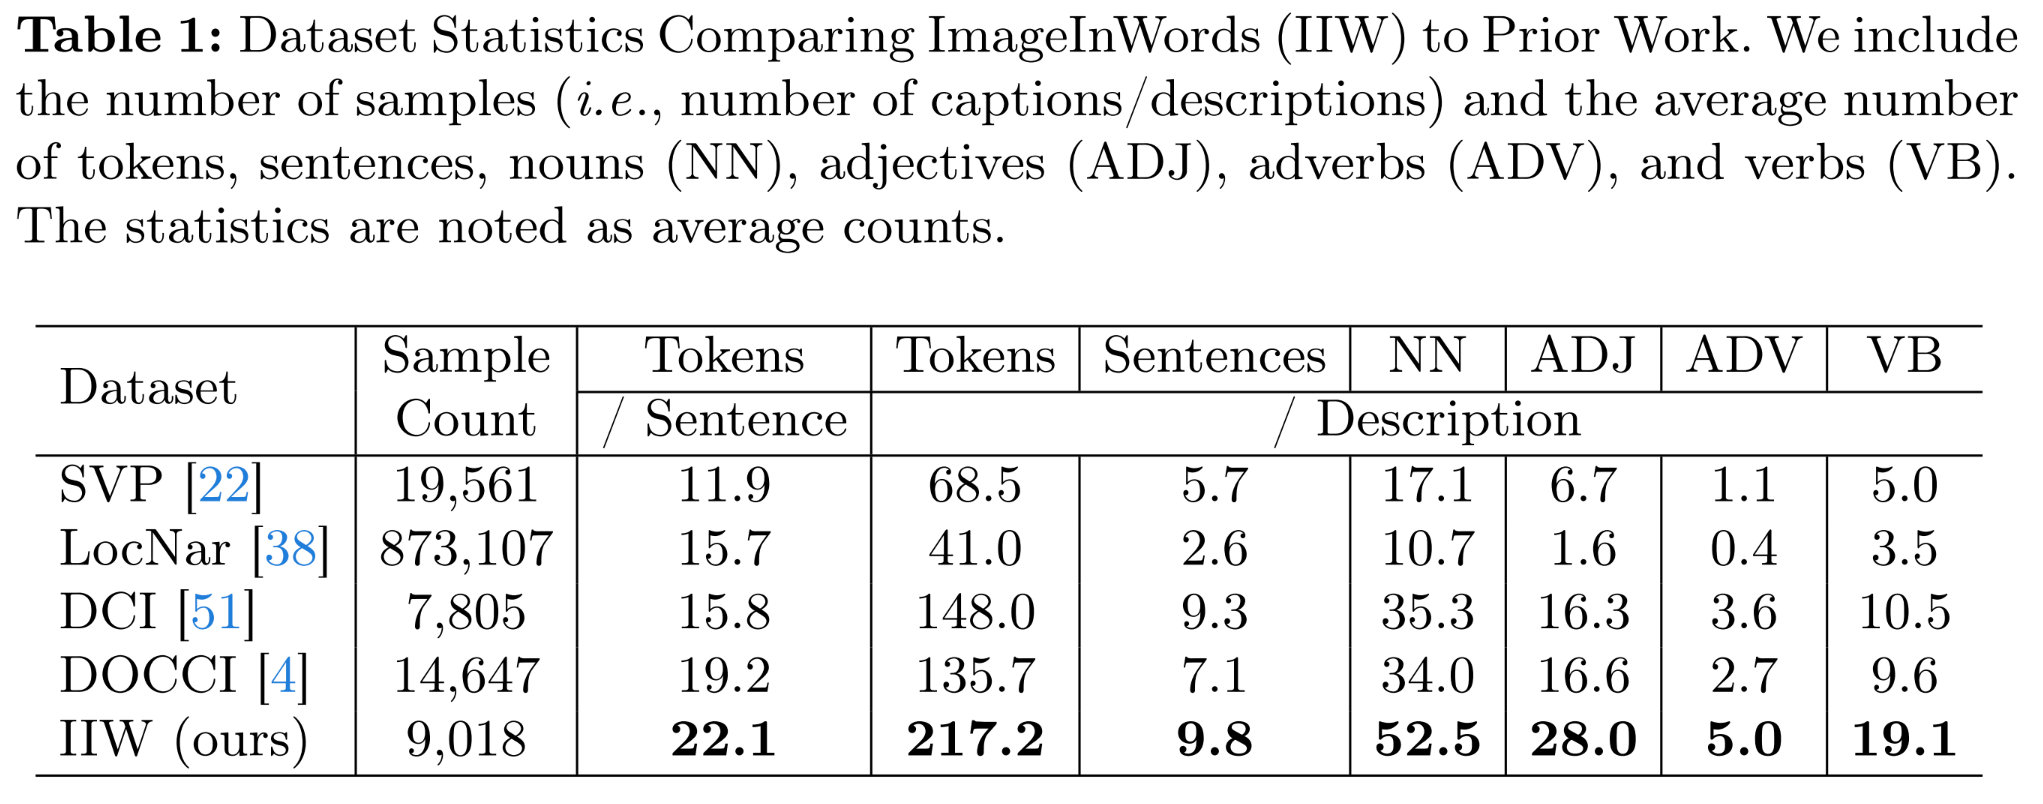 Table 1: Dataset Statistics Comparing ImageInWords (IIW) to Prior Work. We include
the number of samples (i.e., number of captions/descriptions) and the average number
of tokens, sentences, nouns (NN), adjectives (ADJ), adverbs (ADV), and verbs (VB).
The statistics are noted as average counts.
Dataset Sample Count Tokens Tokens Sentences NN ADJ ADV VB
/ Sentence / Description
SVP [22] 19,561 11.9 68.5 5.7 17.1 6.7 1.1 5.0
LocNar [38] 873,107 15.7 41.0 2.6 10.7 1.6 0.4 3.5
DCI [51] 7,805 15.8 148.0 9.3 35.3 16.3 3.6 10.5
DOCCI [4] 14,647 19.2 135.7 7.1 34.0 16.6 2.7 9.6
IIW (ours) 9,018 22.1 217.2 9.8 52.5 28.0 5.0 19.1